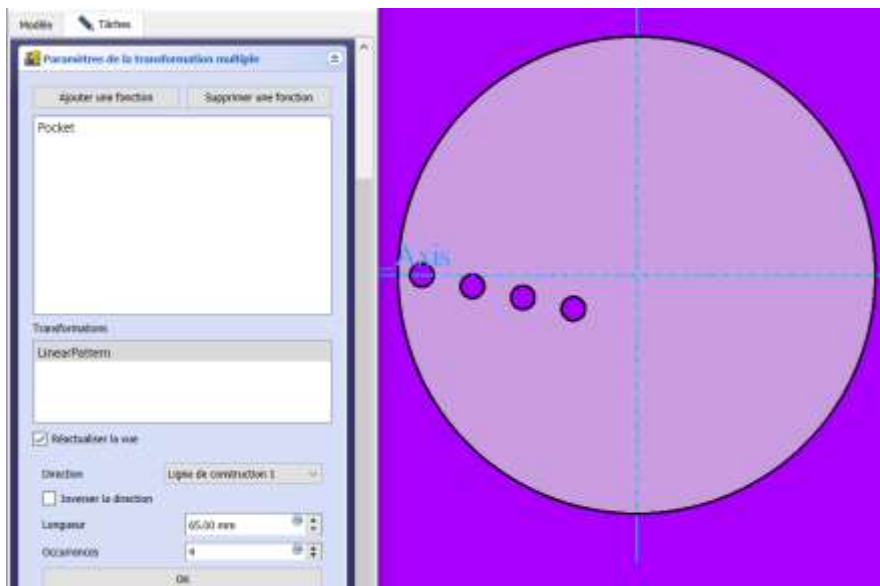 Modèle
Tâches
Paramètres de la transformation multiple
Ajouter une fonction
Supprimer une fonction
Pocket
Transformations
LinearPattern
Réactualiser la vue
Direction
Ligne de construction 1
Inverser la direction
Longueur
65.00 mm
Occurrences
4
OK
Axis